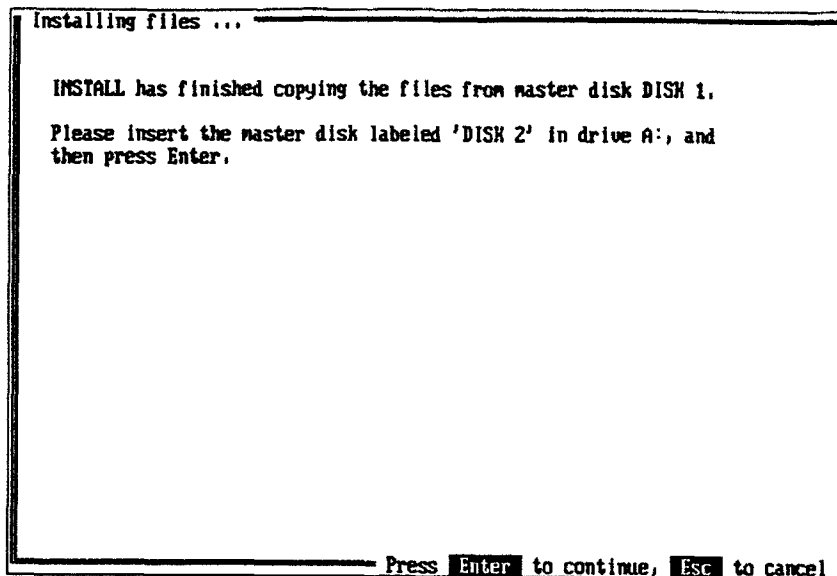 Installing files ...
INSTALL has finished copying the files from master disk DISK 1.
Please insert the master disk labeled 'DISK 2' in drive A:, and
then press Enter.
Press Enter to continue, Esc to cancel